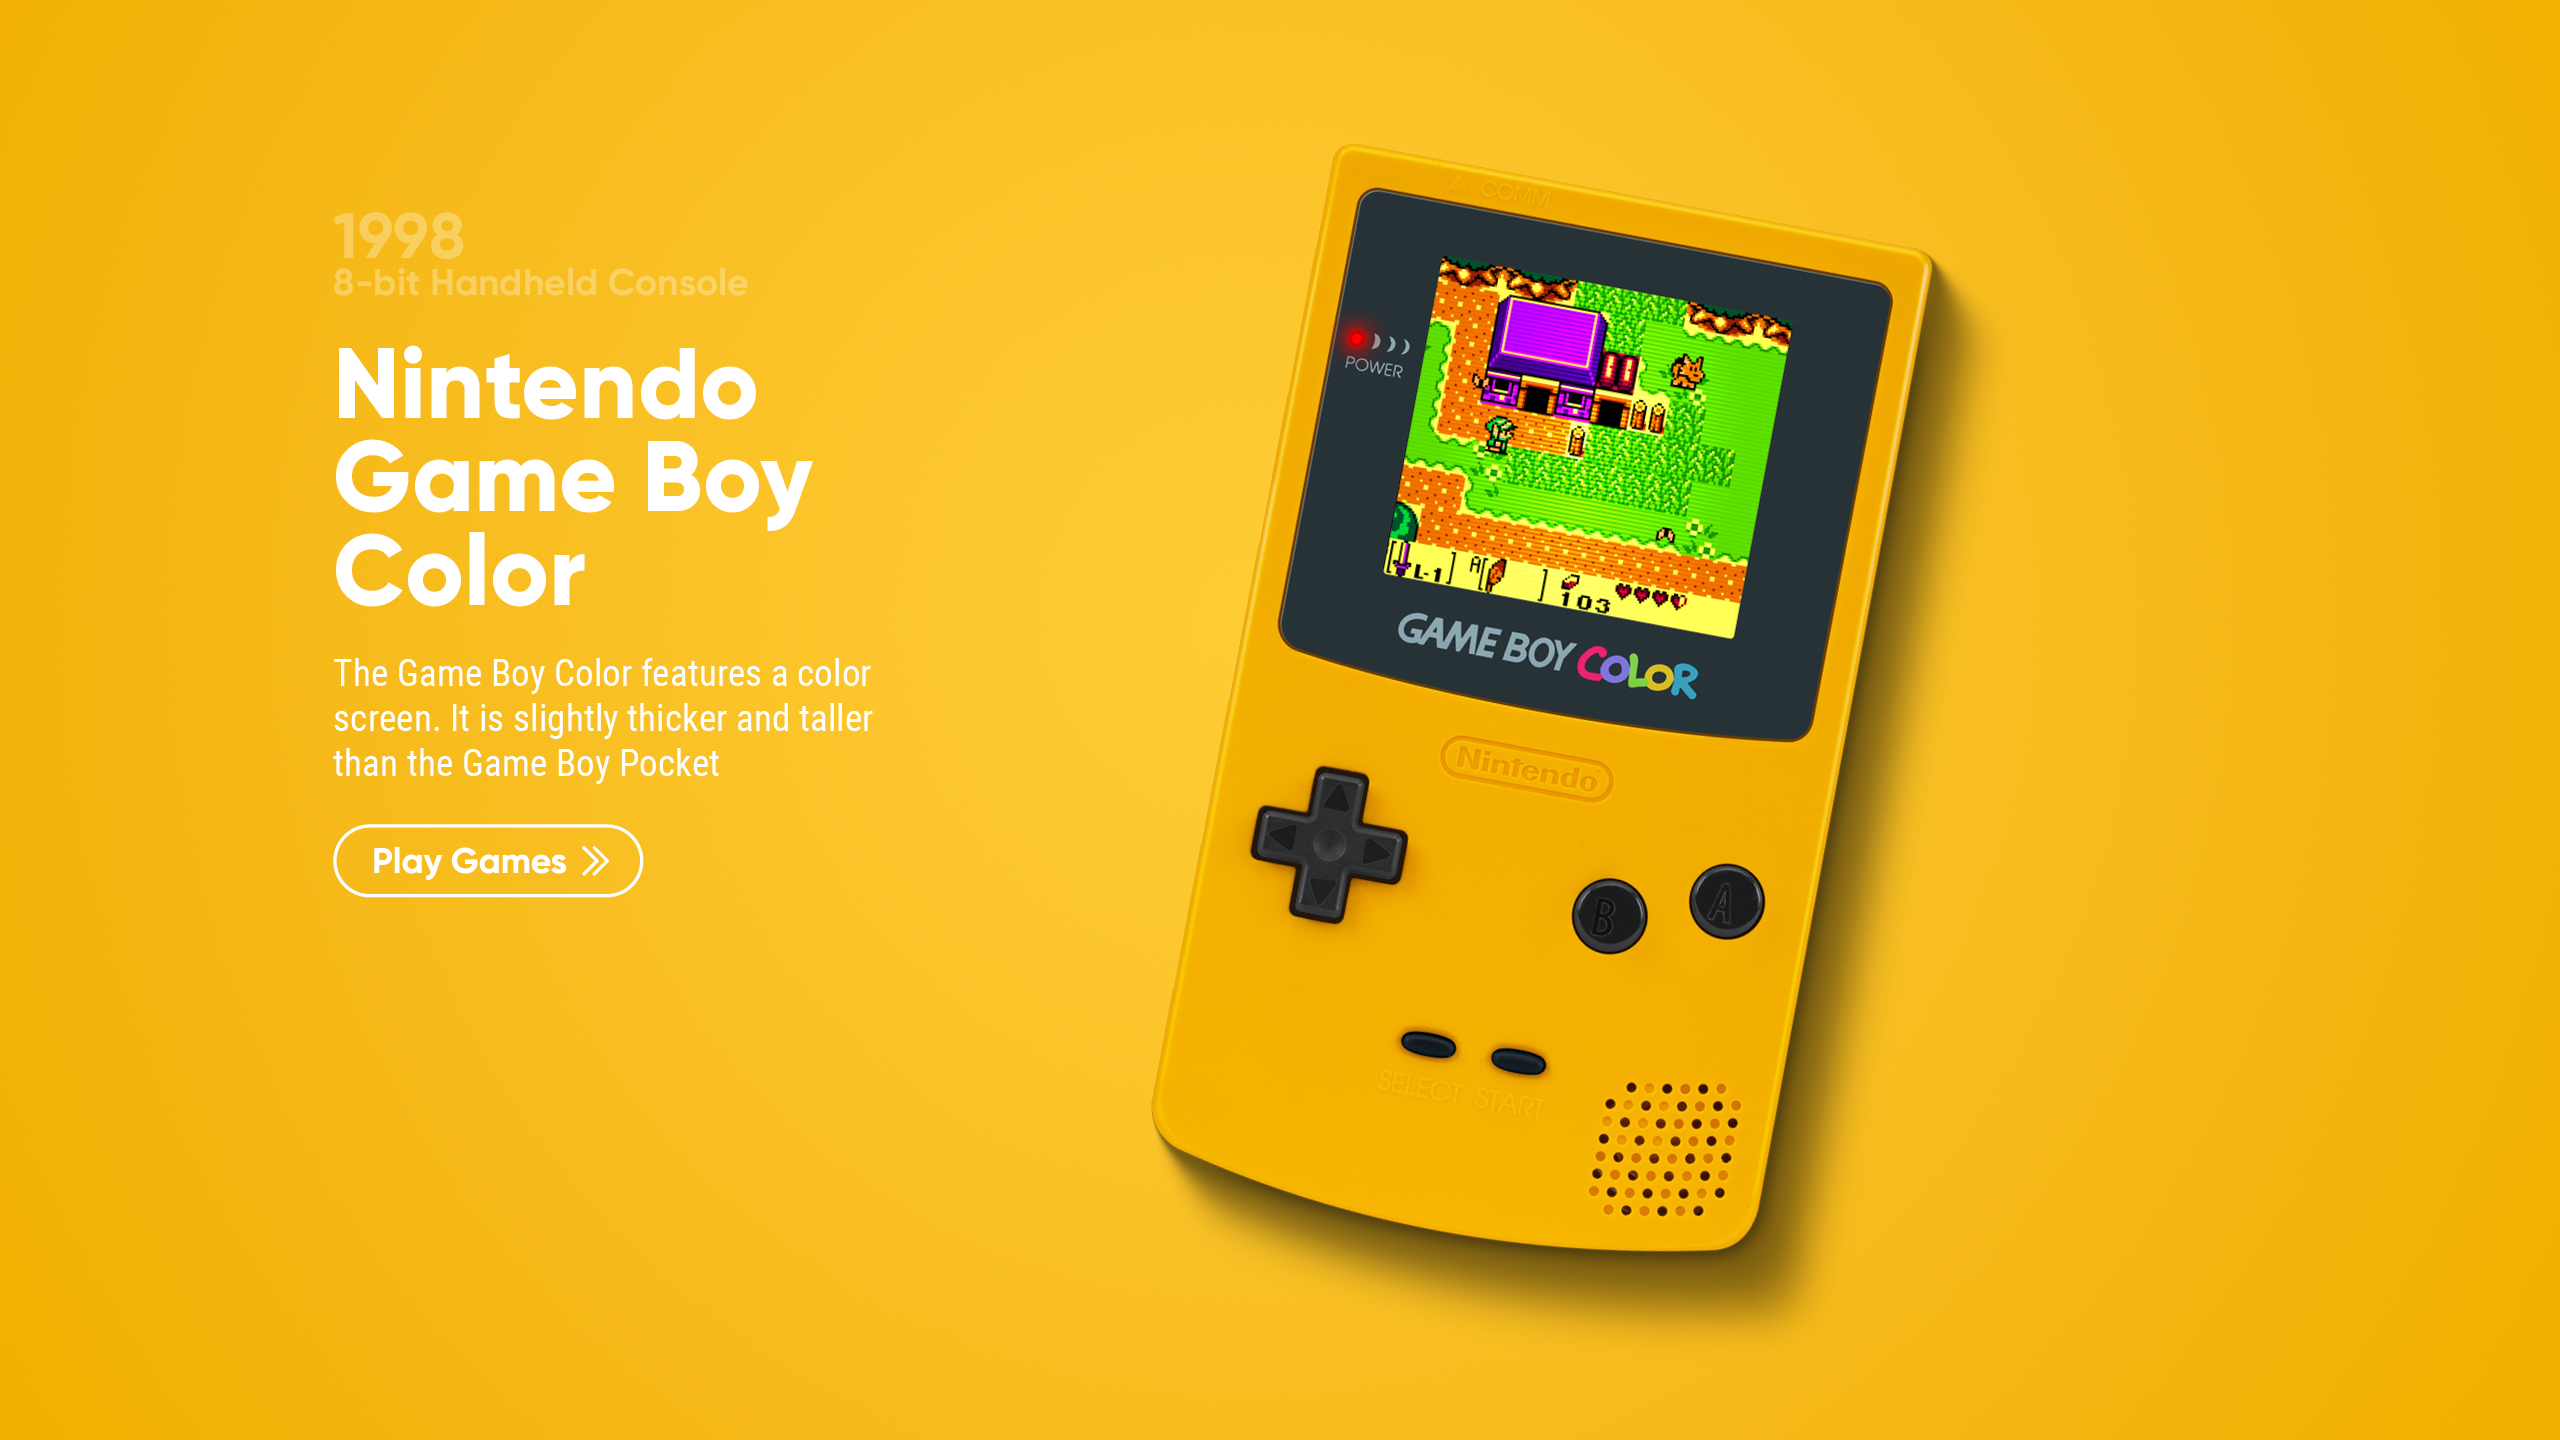 1998
8-bit Handheld Console
Nintendo
Game Boy
Color
The Game Boy Color features a color
screen. It is slightly thicker and taller
than the Game Boy Pocket
Play Games
COMM.
POWER
L-1
A
103
GAME BOY COLOR
Nintendo
B
A
SELECT START